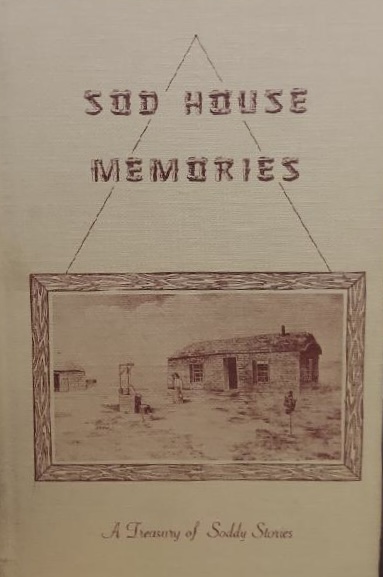 SOD HOUSE
MEMORIES
A Treasury of Soddy Stories